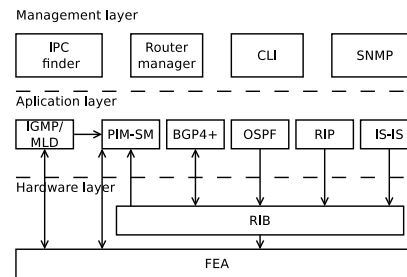 Management layer
IPC
finder
Router
manager
CLI
SNMP
Aplication layer
IGMP/
MLD
PIM-SM
BGP4+
OSPF
RIP
IS-IS
Hardware layer
RIB
FEA